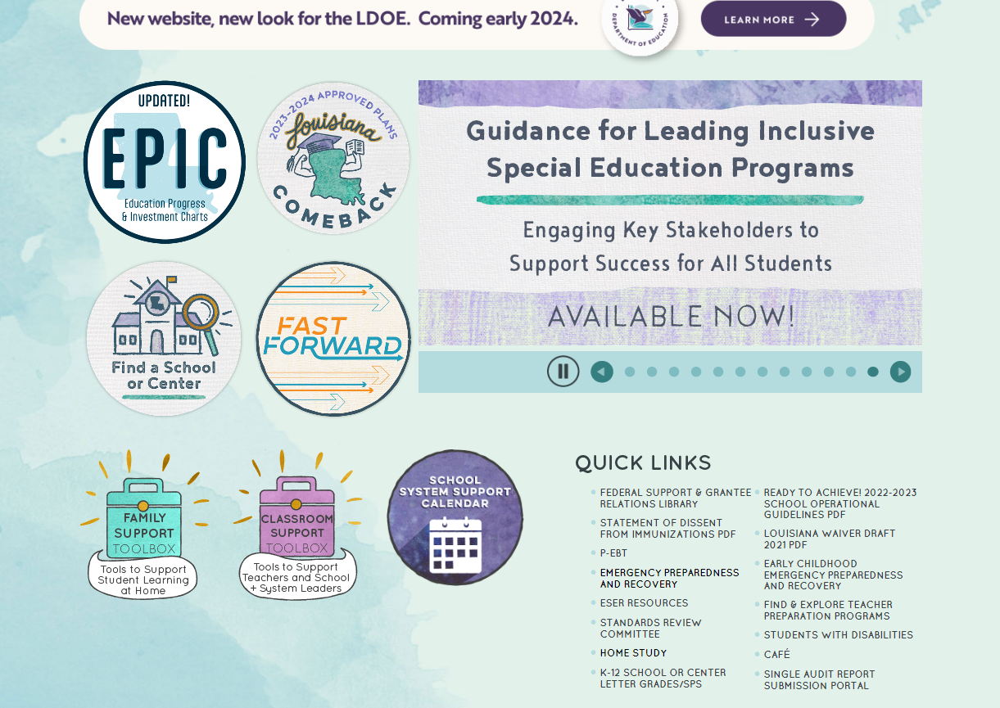 New website, new look for the LDOE. Coming early 2024.
DEPARTMENT OF EDUCATION
LEARN MORE
UPDATED!
EPIC
Education Progress
& Investment Charts
2023-2024 APPROVED PLANS
Louisiana
COMEBACK
Guidance for Leading Inclusive
Special Education Programs
Engaging Key Stakeholders to
Support Success for All Students
AVAILABLE NOW!
Find a School
or Center
FAST
FORWARD
FAMILY
SUPPORT
TOOLBOX
Tools to Support
Student Learning
at Home
CLASSROOM
SUPPORT
TOOLBOX
Tools to Support
Teachers and School
+ System Leaders
SCHOOL
SYSTEM SUPPORT
CALENDAR
QUICK LINKS
FEDERAL SUPPORT & GRANTEE
RELATIONS LIBRARY
STATEMENT OF DISSENT
FROM IMMUNIZATIONS PDF
P-EBT
EMERGENCY PREPAREDNESS
AND RECOVERY
ESER RESOURCES
STANDARDS REVIEW
COMMITTEE
HOME STUDY
K-12 SCHOOL OR CENTER
LETTER GRADES/SPS
READY TO ACHIEVE! 2022-2023
SCHOOL OPERATIONAL
GUIDELINES PDF
LOUISIANA WAIVER DRAFT
2021 PDF
EARLY CHILDHOOD
EMERGENCY PREPAREDNESS
AND RECOVERY
FIND & EXPLORE TEACHER
PREPARATION PROGRAMS
STUDENTS WITH DISABILITIES
CAFÉ
SINGLE AUDIT REPORT
SUBMISSION PORTAL